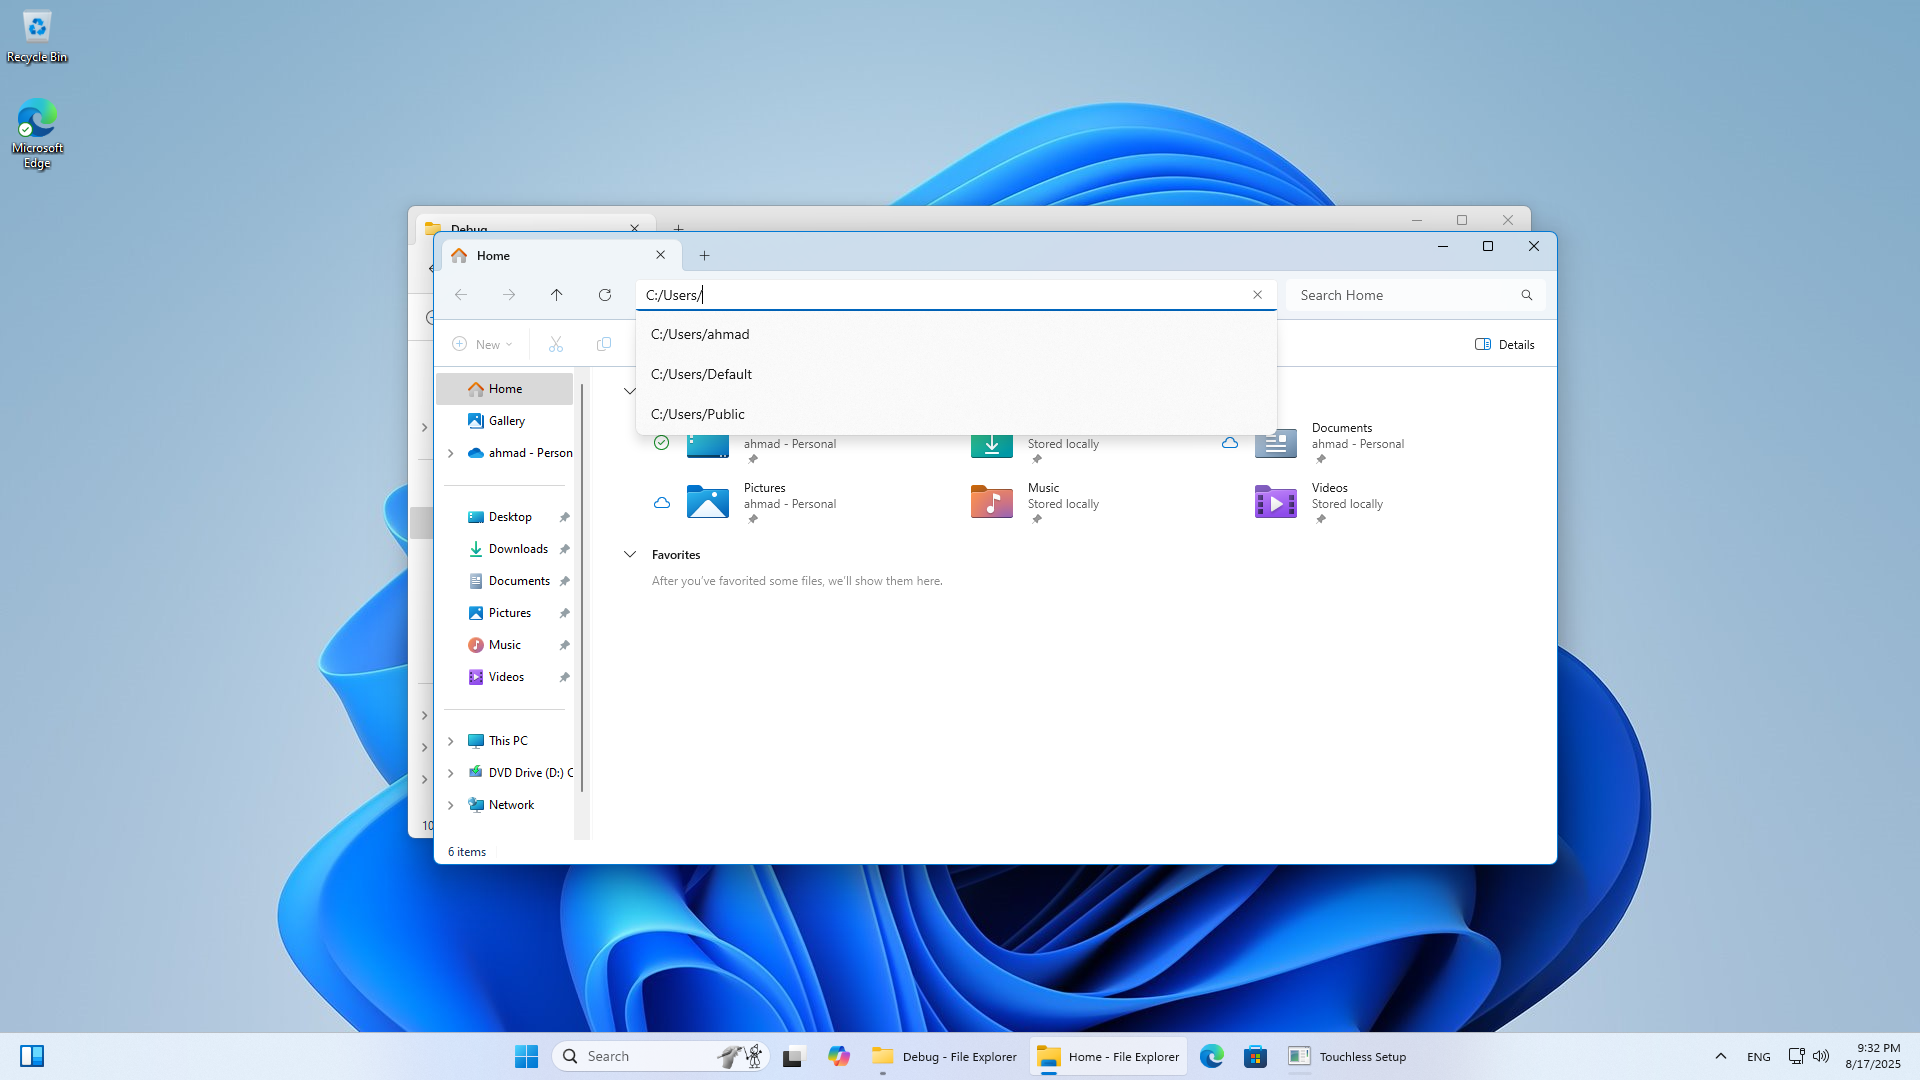 Recycle Bin
Microsoft
Edge
Debug
Home
C:/Users/
Search Home
New
Details
C:/Users/ahmad
C:/Users/Default
C:/Users/Public
Home
Gallery
ahmad - Person
Desktop
Downloads
Documents
Pictures
Music
Videos
This PC
DVD Drive (D:) C
Network
ahmad - Personal
Stored locally
Documents
ahmad - Personal
Pictures
ahmad - Personal
Music
Stored locally
Videos
Stored locally
Favorites
After you've favorited some files, we'll show them here.
10
6 items
Search
Debug - File Explorer
Home - File Explorer
Touchless Setup
ENG
9:32 PM
8/17/2025